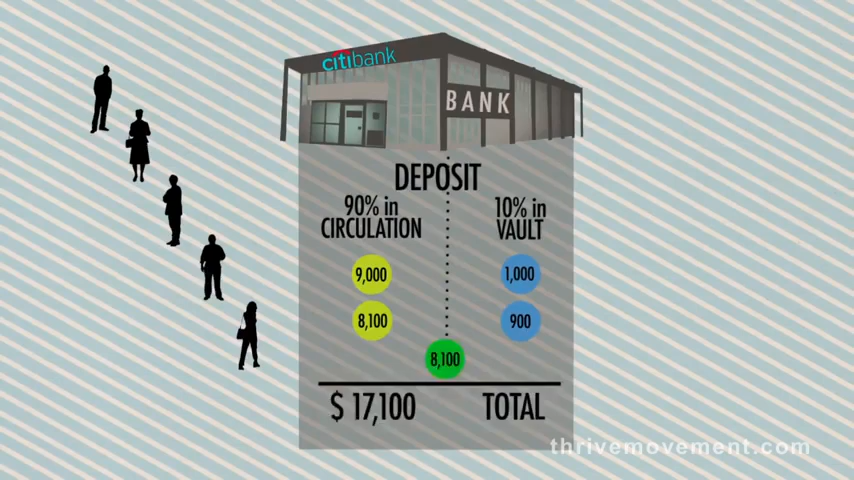 citibank
BANK
DEPOSIT
90% in
CIRCULATION
10% in
VAULT
9,000
1,000
8,100
900
8,100
$ 17,100
TOTAL
thrivemovement.com